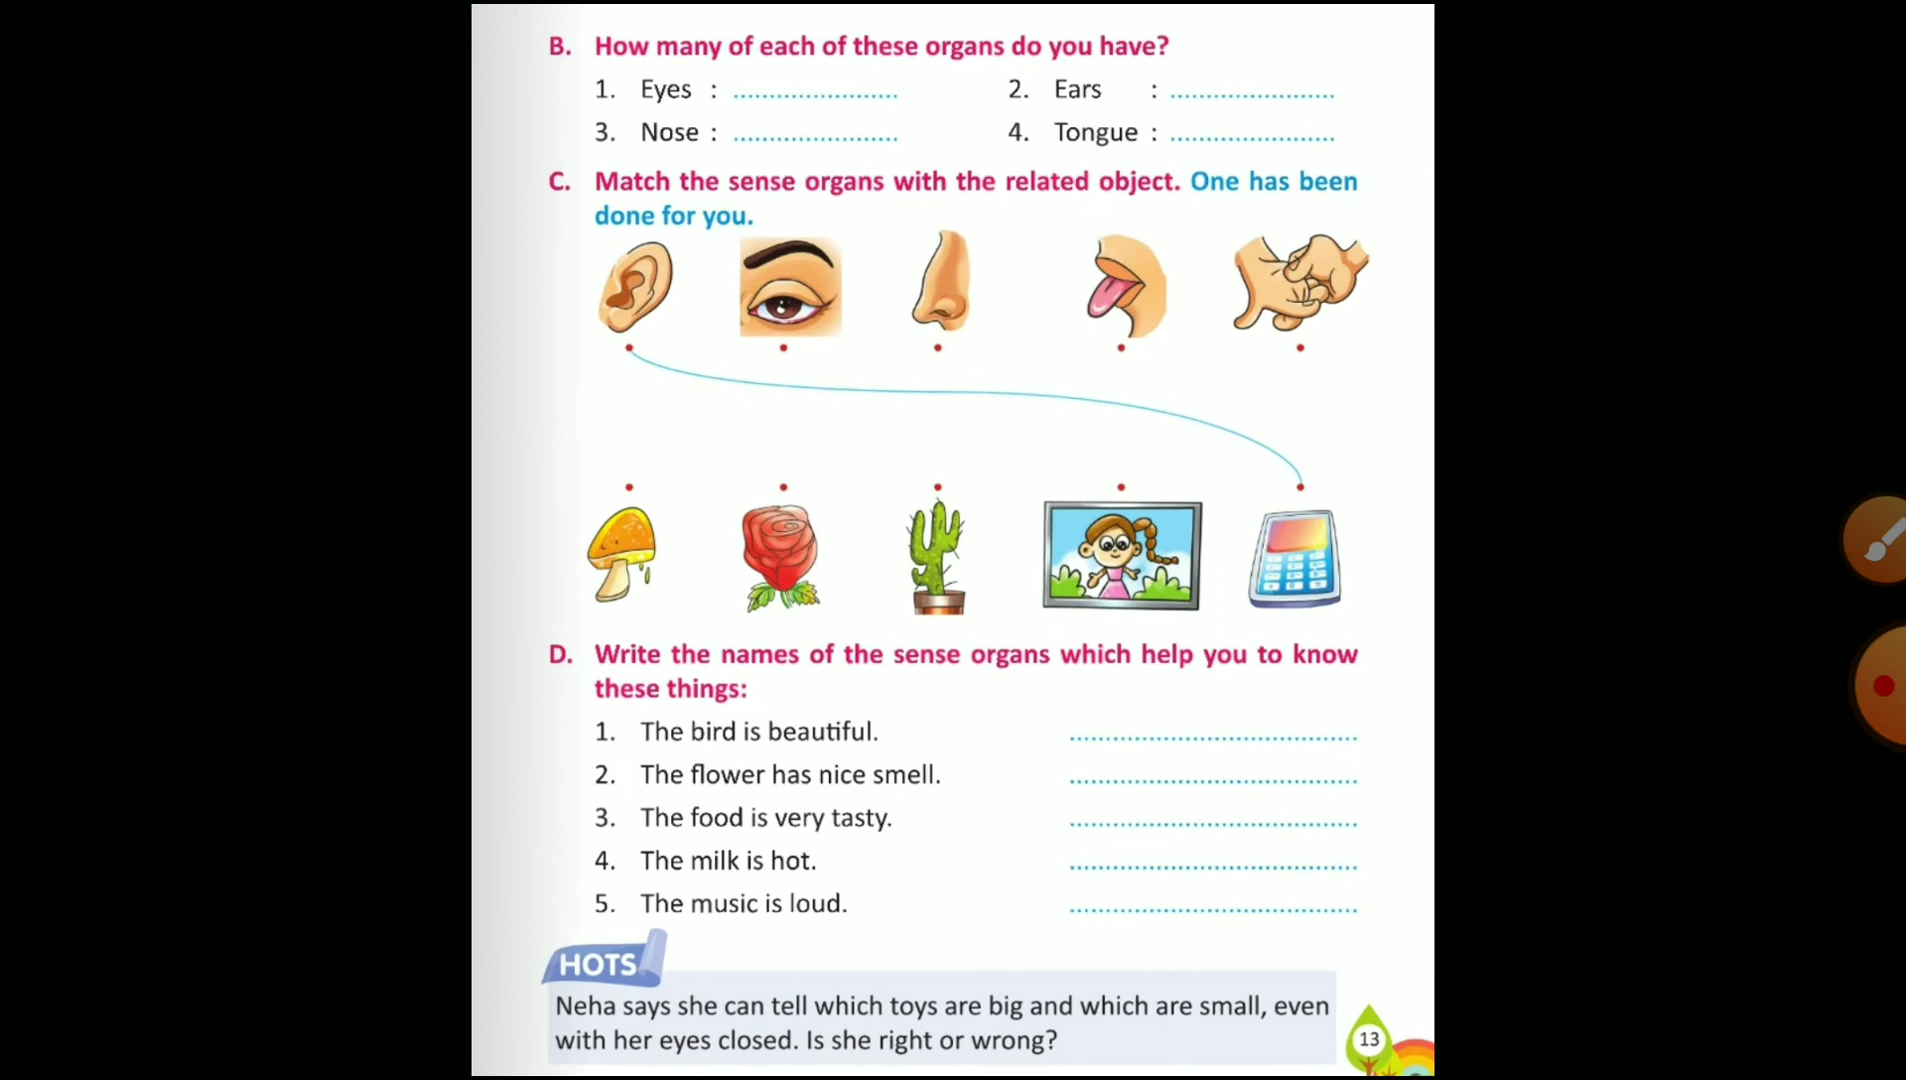 B. How many of each of these organs do you have?
1. Eyes : ....................... 2. Ears : .......................
3. Nose : ....................... 4. Tongue : .......................
C. Match the sense organs with the related object. One has been
done for you.
D. Write the names of the sense organs which help you to know
these things:
1. The bird is beautiful. ........................................
2. The flower has nice smell. ........................................
3. The food is very tasty. ........................................
4. The milk is hot. ........................................
5. The music is loud. ........................................
HOTS
Neha says she can tell which toys are big and which are small, even
with her eyes closed. Is she right or wrong?
13